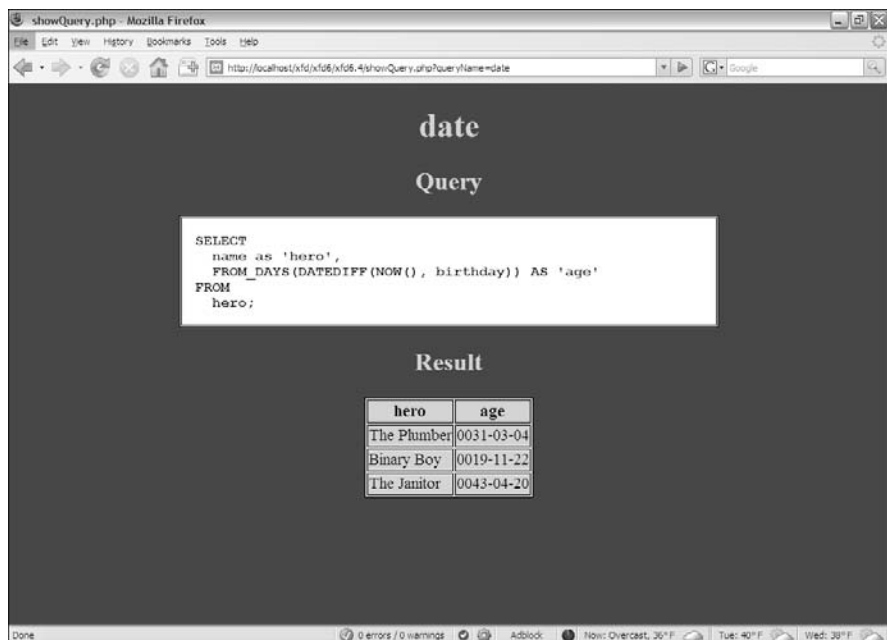 showQuery.php - Mozilla Firefox
File Edit View History Bookmarks Tools Help
http://localhost/xfd/xfd6/xfd6.4/showQuery.php?queryName=date
Google
date
Query
SELECT
name as 'hero',
FROM_DAYS(DATEDIFF(NOW(), birthday)) AS 'age'
FROM
hero;
Result
hero age
The Plumber 0031-03-04
Binary Boy 0019-11-22
The Janitor 0043-04-20
Done 0 errors / 0 warnings Adblock Now: Overcast, 36° F Tue: 40° F Wed: 38° F